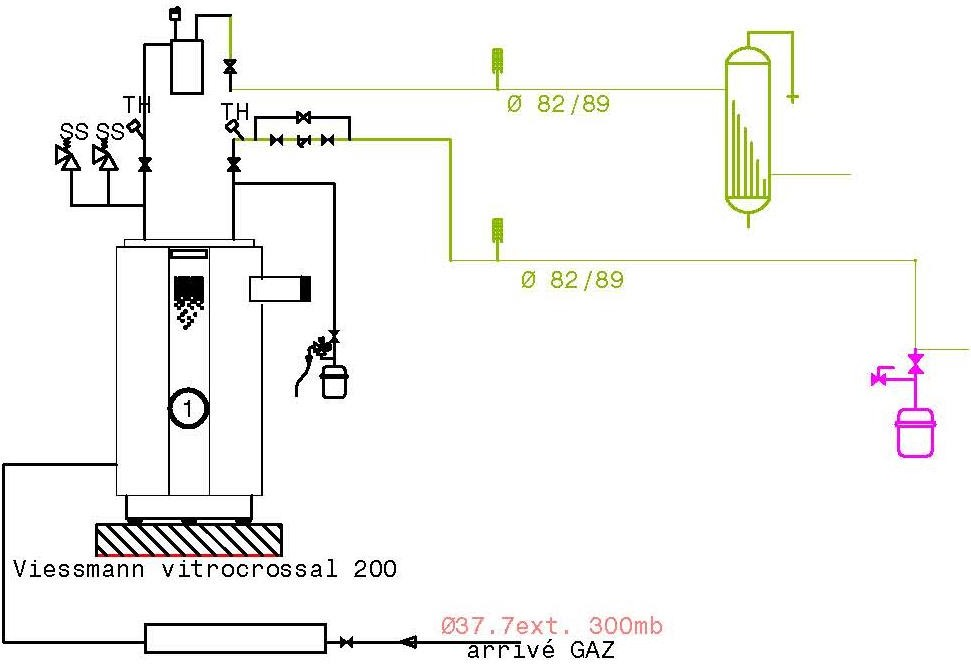 TH
TH
SS SS
Ø 82/89
Ø 82/89
1
Viessmann vitrocrossal 200
Ø37.7ext. 300mb
arrivé GAZ